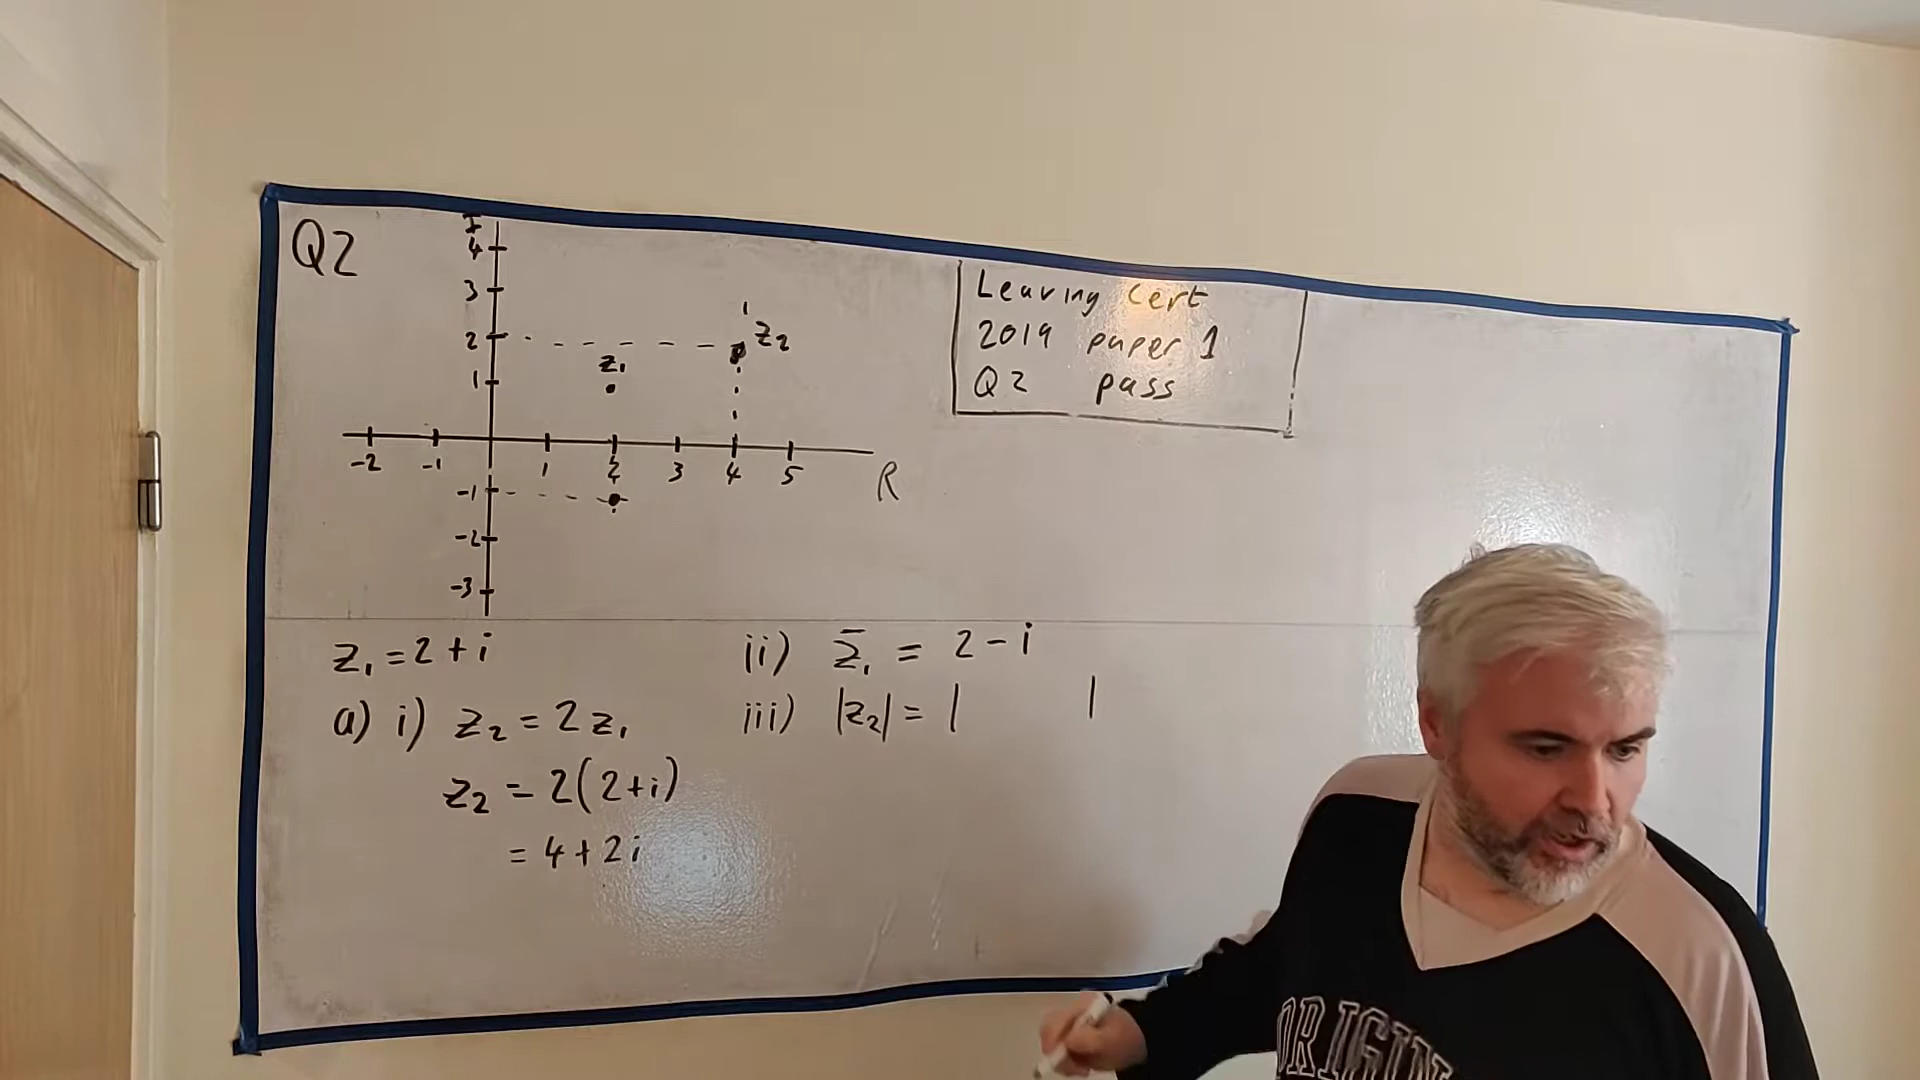 Q2
I
4
3
2
1
z₂
z₁
-2 -1 1 2 3 4 5
R
-1
-2
-3
Leaving Cert
2019 paper 1
Q2 pass
z₁ = 2 + i
a) i) z₂ = 2z₁
z₂ = 2(2+i)
= 4 + 2i
ii) z̄₁ = 2 - i
iii) |z₂| = | |
ORIGIN